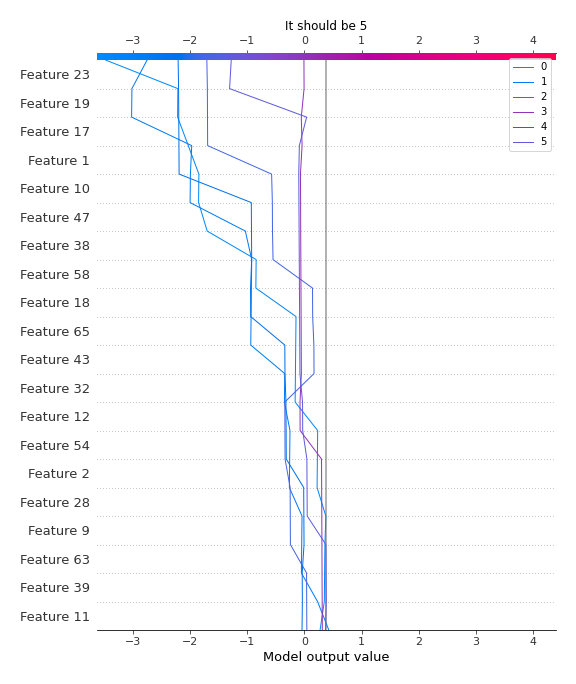 It should be 5
−3 −2 −1 0 1 2 3 4
Feature 23
Feature 19
Feature 17
Feature 1
Feature 10
Feature 47
Feature 38
Feature 58
Feature 18
Feature 65
Feature 43
Feature 32
Feature 12
Feature 54
Feature 2
Feature 28
Feature 9
Feature 63
Feature 39
Feature 11
0
1
2
3
4
5
−3 −2 −1 0 1 2 3 4
Model output value